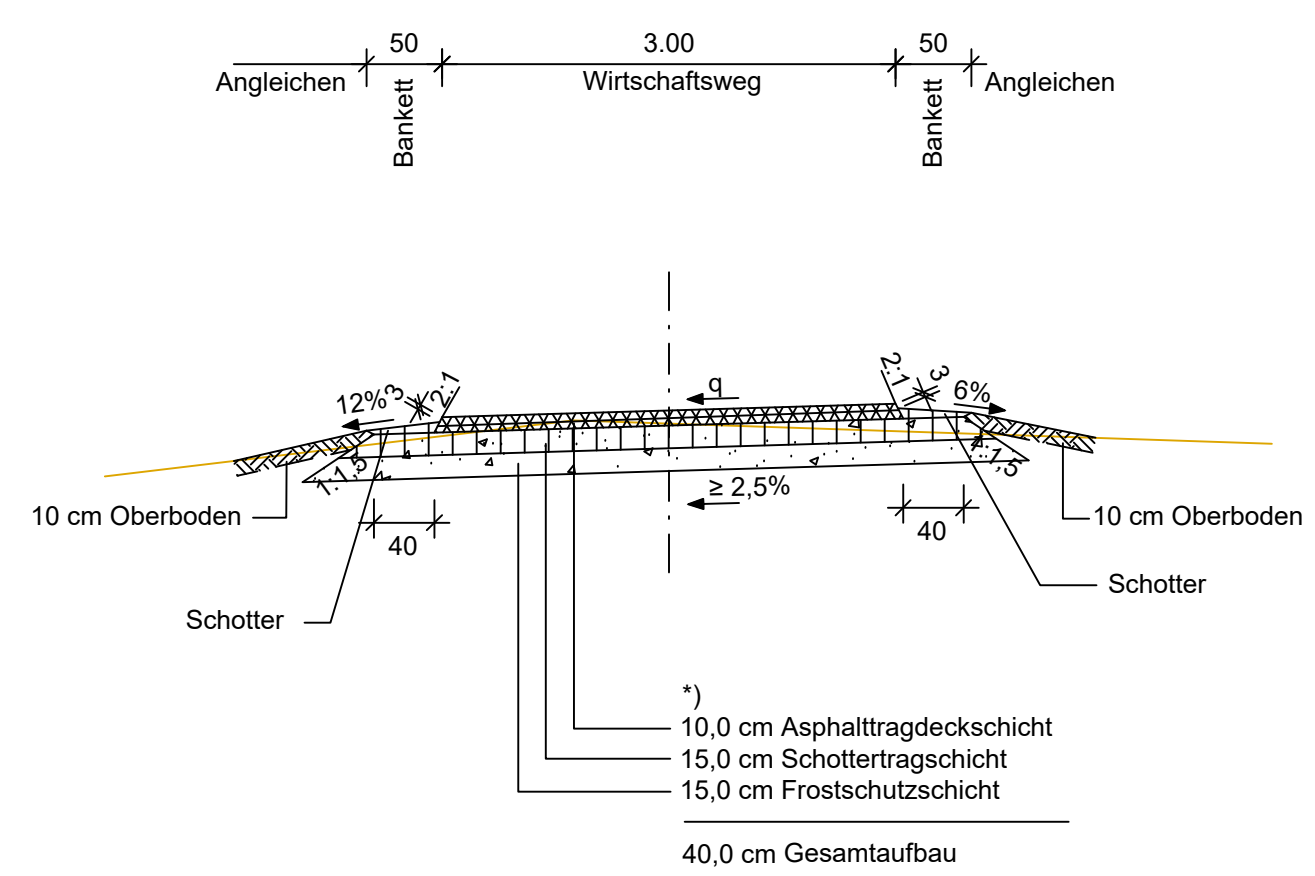 50
3.00
50
Angleichen
Wirtschaftsweg
Angleichen
Bankett
Bankett
12%
3
2:1
q
2:1
3
6%
1:1,5
1:1,5
≥ 2,5%
10 cm Oberboden
10 cm Oberboden
40
40
Schotter
Schotter
*)
10,0 cm Asphalttragdeckschicht
15,0 cm Schottertragschicht
15,0 cm Frostschutzschicht
40,0 cm Gesamtaufbau